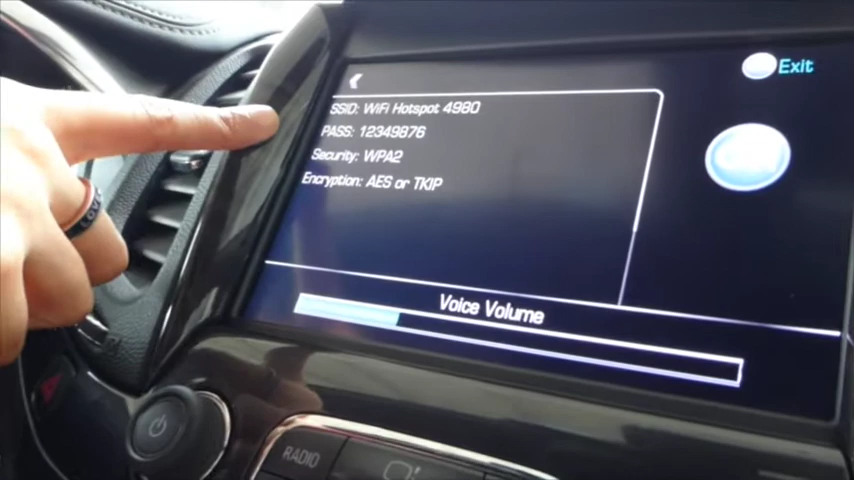 Exit
SSID: WiFi Hotspot 4980
PASS: 12349876
Security: WPA2
Encryption: AES or TKIP
Voice Volume
RADIO